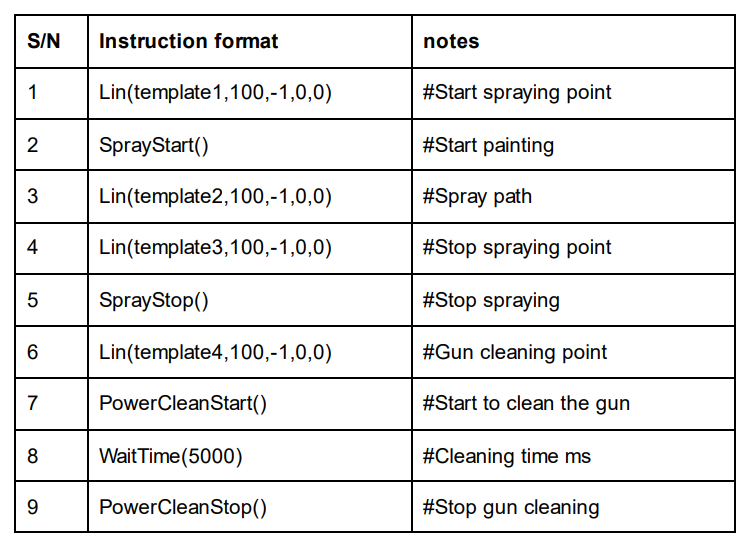 S/N Instruction format notes
1 Lin(template1,100,-1,0,0) #Start spraying point
2 SprayStart() #Start painting
3 Lin(template2,100,-1,0,0) #Spray path
4 Lin(template3,100,-1,0,0) #Stop spraying point
5 SprayStop() #Stop spraying
6 Lin(template4,100,-1,0,0) #Gun cleaning point
7 PowerCleanStart() #Start to clean the gun
8 WaitTime(5000) #Cleaning time ms
9 PowerCleanStop() #Stop gun cleaning